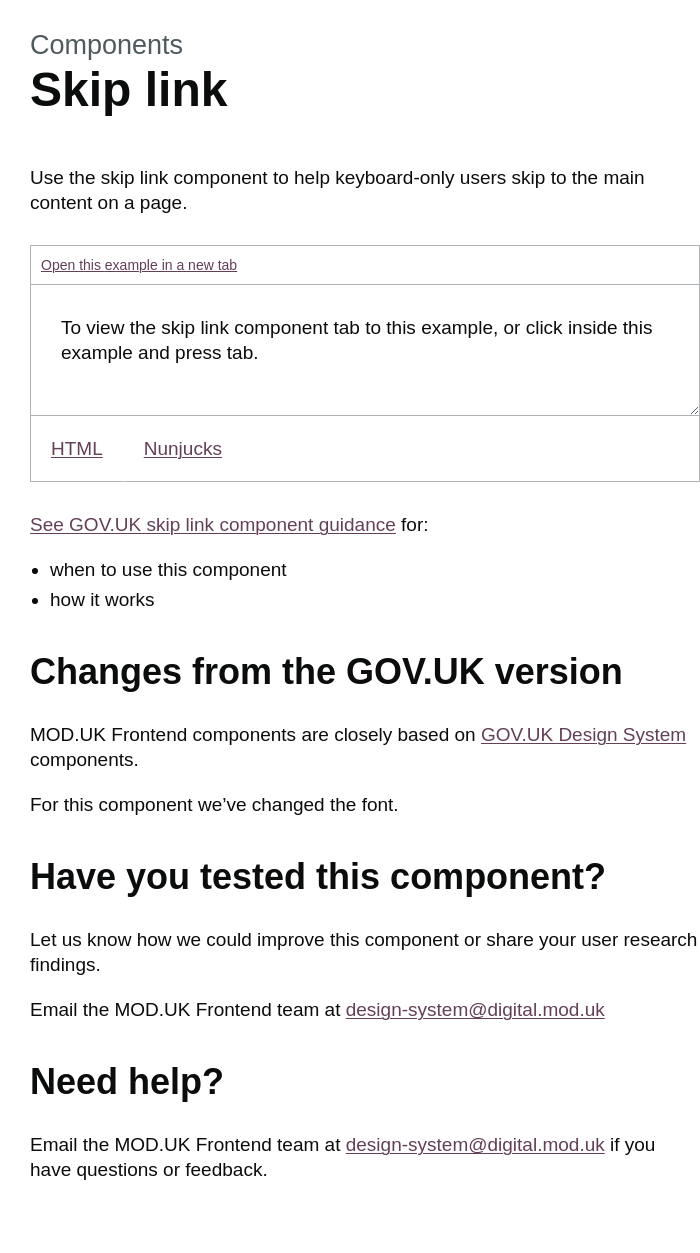 Components
Skip link
Use the skip link component to help keyboard-only users skip to the main
content on a page.
Open this example in a new tab
To view the skip link component tab to this example, or click inside this
example and press tab.
HTML Nunjucks
See GOV.UK skip link component guidance for:
• when to use this component
• how it works
Changes from the GOV.UK version
MOD.UK Frontend components are closely based on GOV.UK Design System
components.
For this component we’ve changed the font.
Have you tested this component?
Let us know how we could improve this component or share your user research
findings.
Email the MOD.UK Frontend team at design-system@digital.mod.uk
Need help?
Email the MOD.UK Frontend team at design-system@digital.mod.uk if you
have questions or feedback.